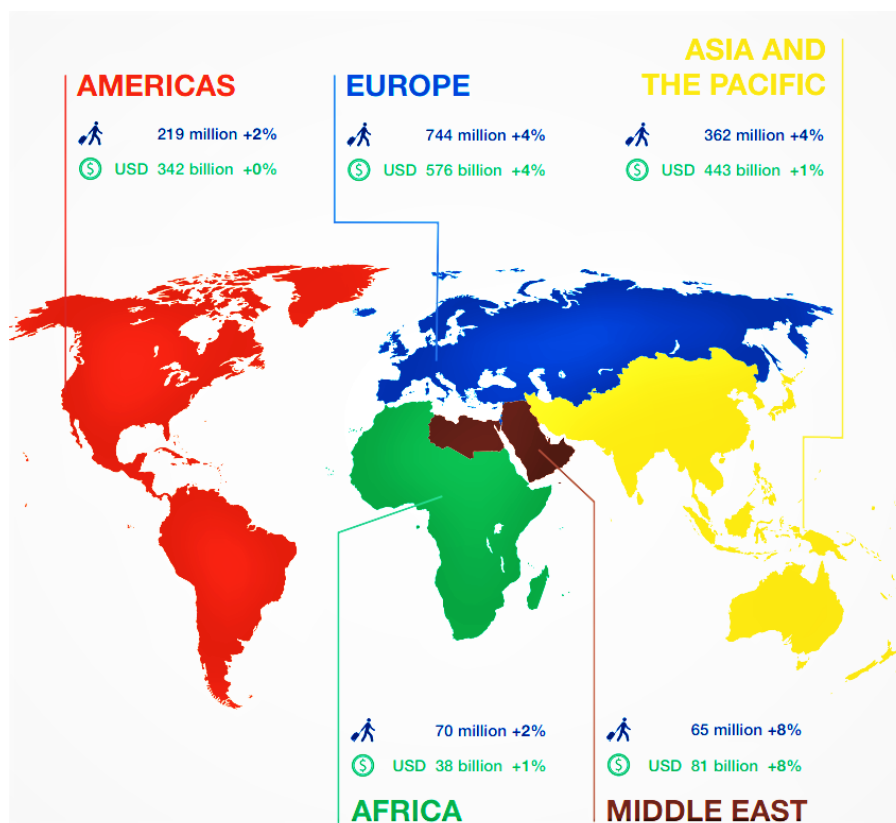 AMERICAS
219 million +2%
USD 342 billion +0%
EUROPE
744 million +4%
USD 576 billion +4%
ASIA AND
THE PACIFIC
362 million +4%
USD 443 billion +1%
70 million +2%
USD 38 billion +1%
AFRICA
65 million +8%
USD 81 billion +8%
MIDDLE EAST